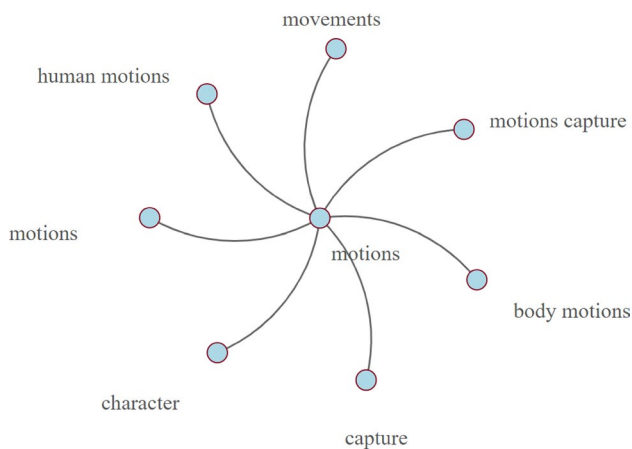 movements
human motions
motions capture
motions
motions
body motions
character
capture